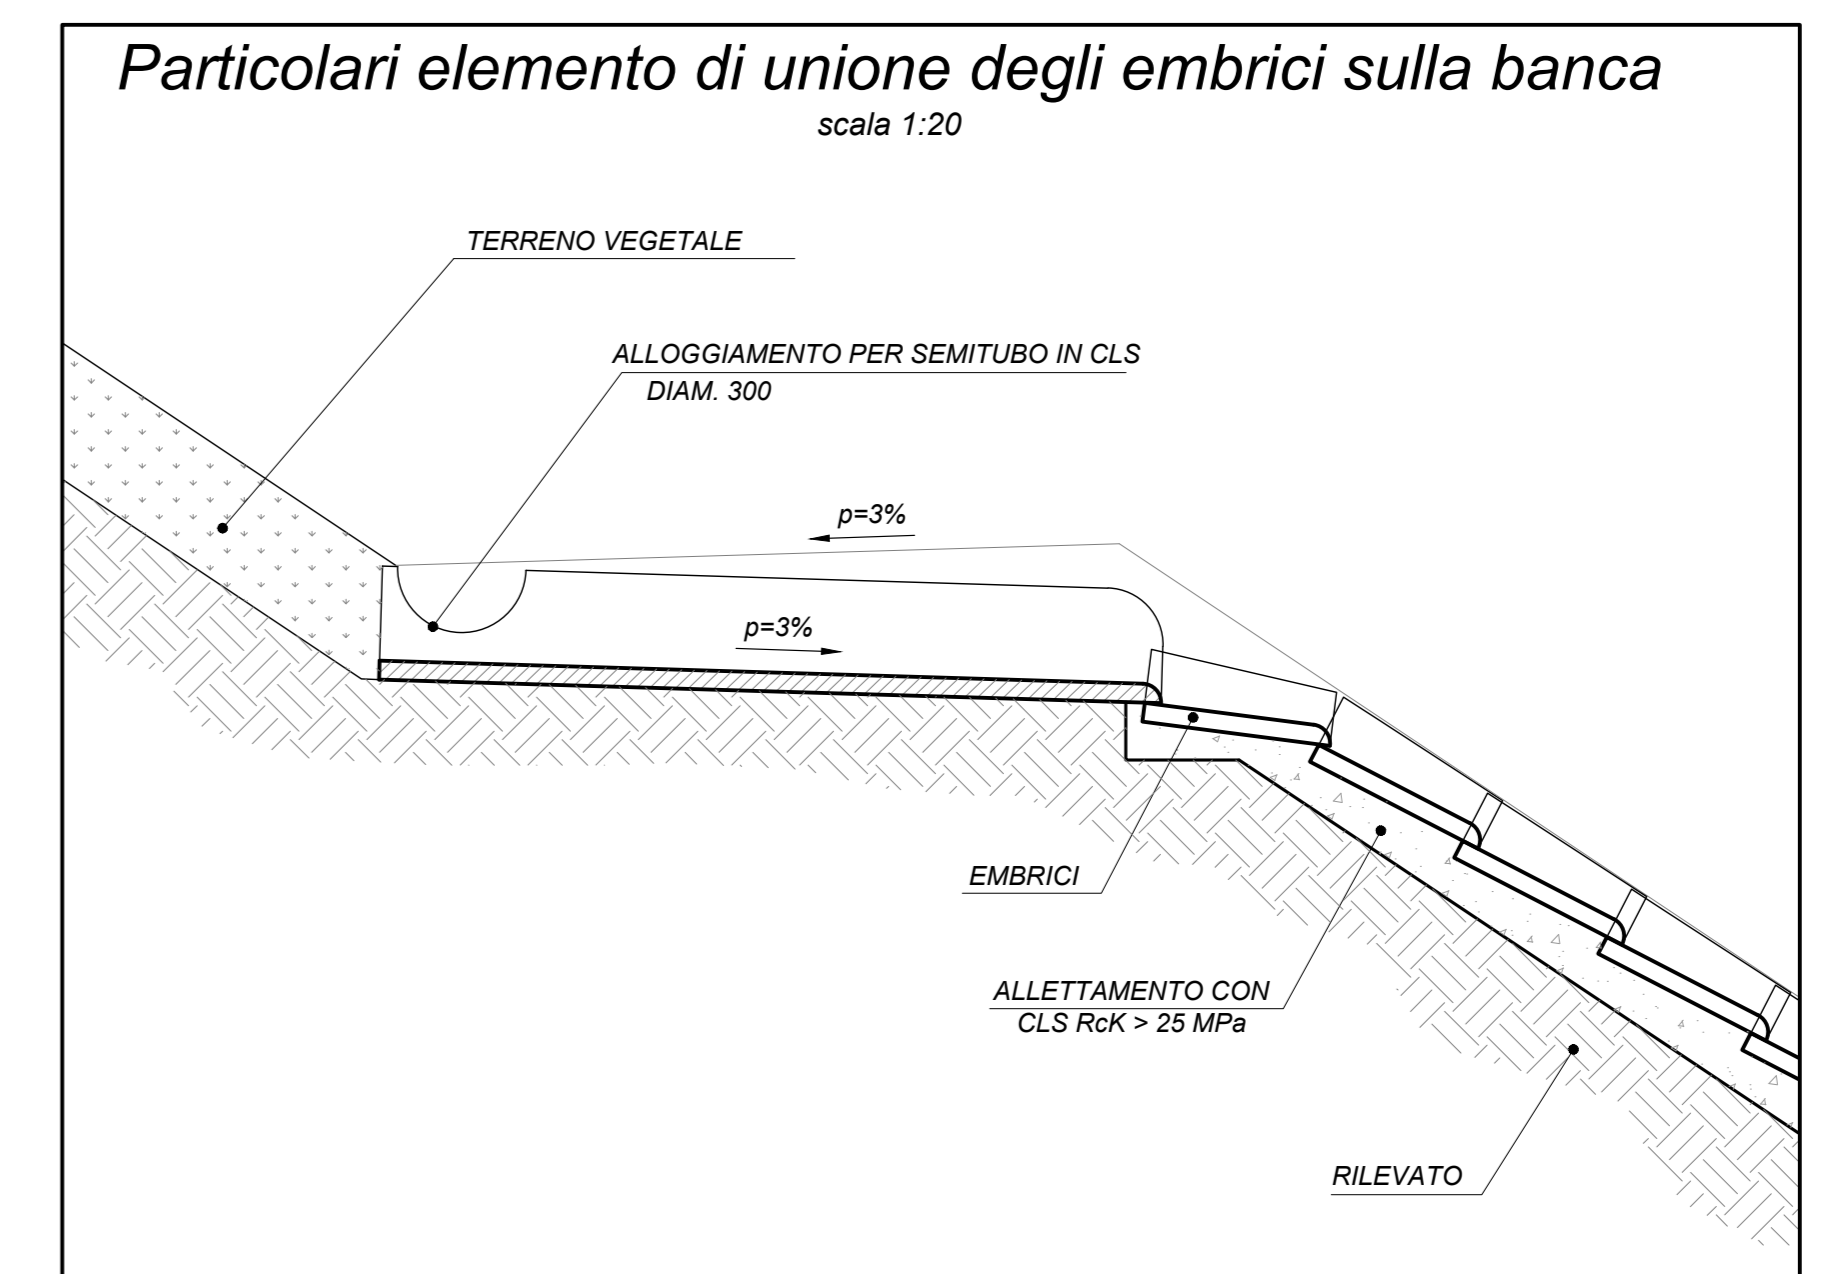 Particolari elemento di unione degli embrici sulla banca
scala 1:20
TERRENO VEGETALE
ALLOGGIAMENTO PER SEMITUBO IN CLS
DIAM. 300
p=3%
p=3%
EMBRICI
ALLETTAMENTO CON
CLS RcK > 25 MPa
RILEVATO